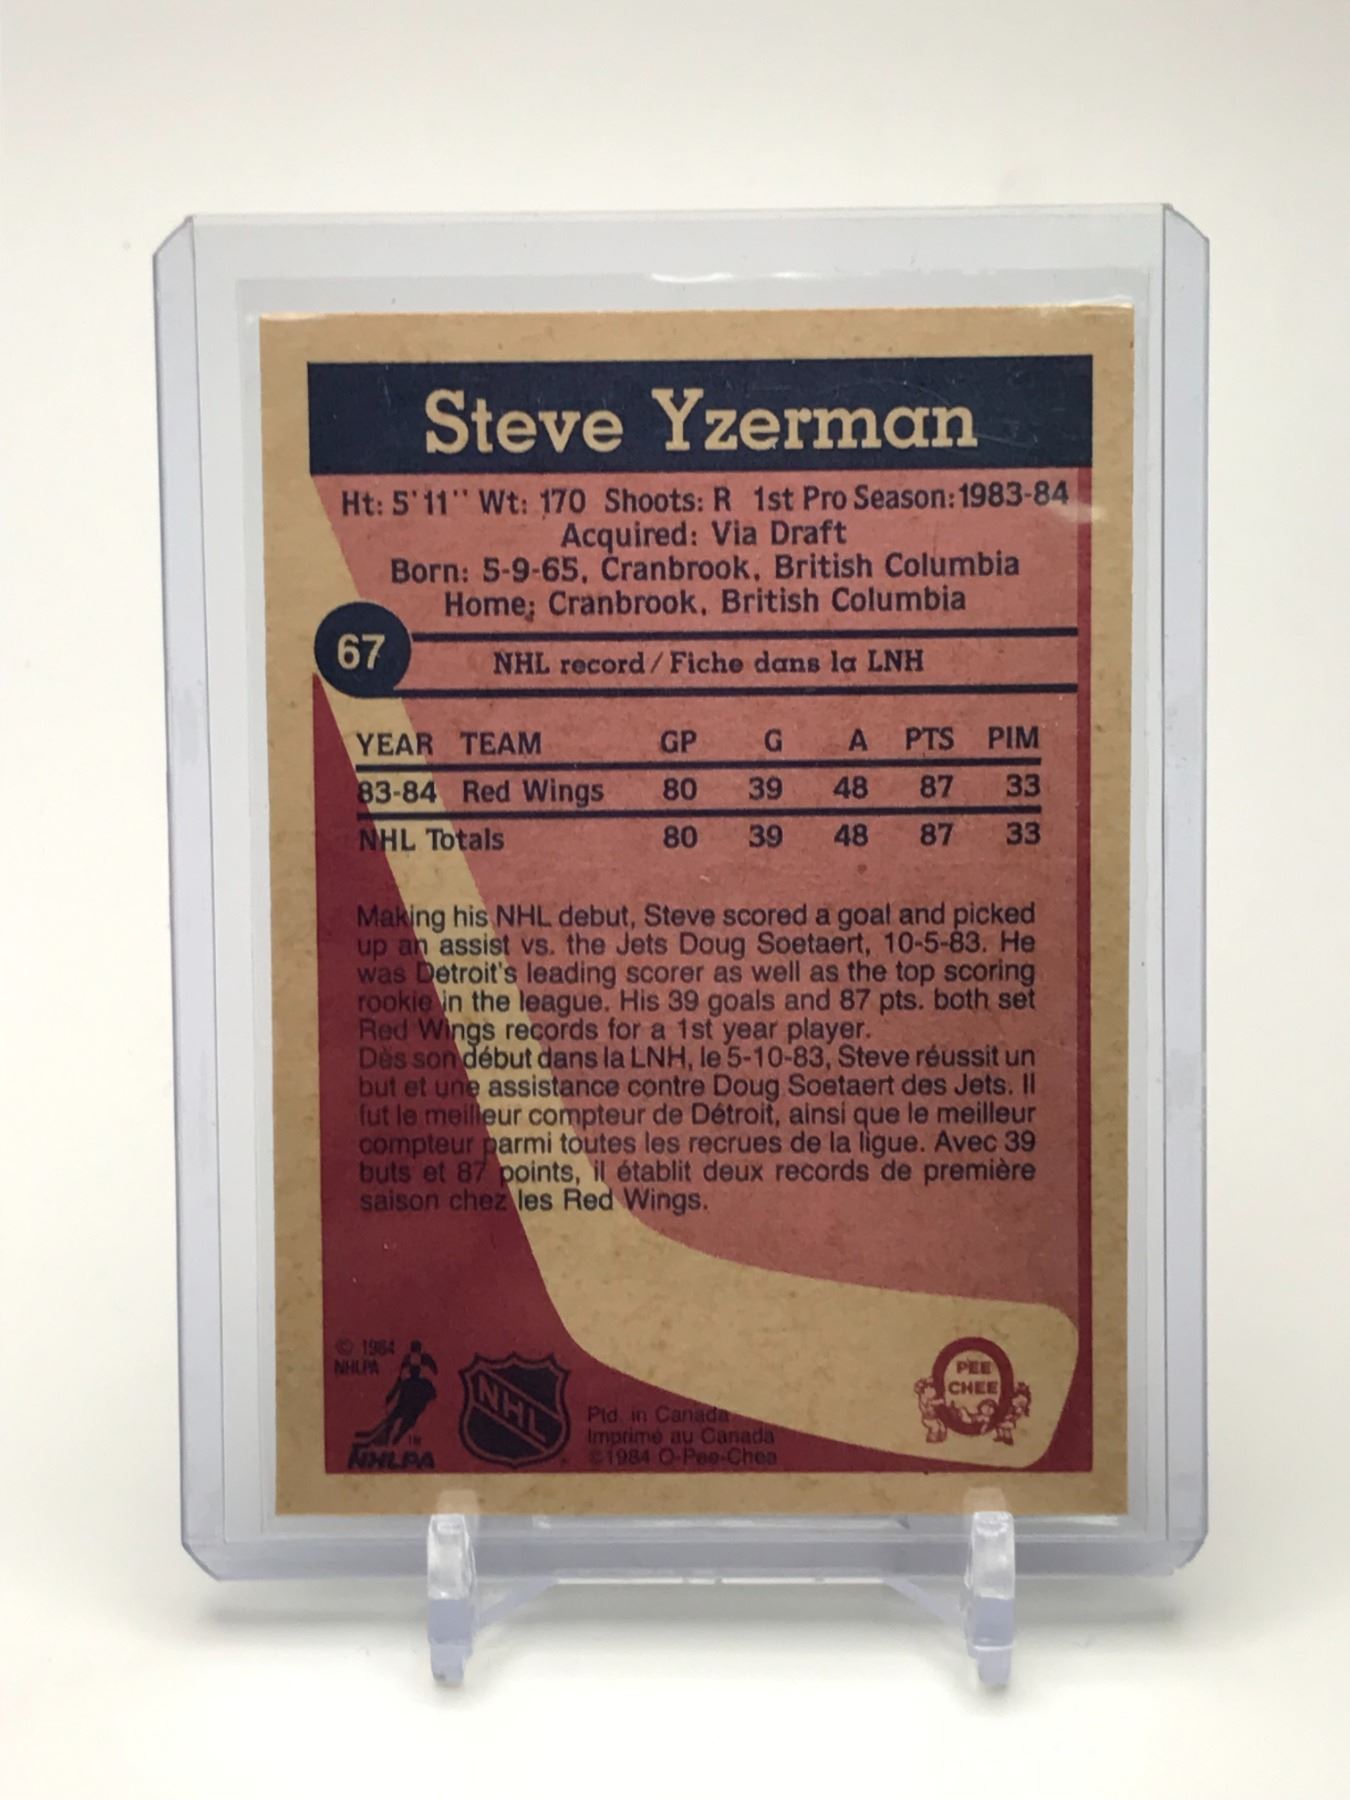 Steve Yzerman
Ht: 5'11" Wt: 170 Shoots: R 1st Pro Season: 1983-84
Acquired: Via Draft
Born: 5-9-65, Cranbrook, British Columbia
Home: Cranbrook, British Columbia
67
NHL record / Fiche dans la LNH
YEAR TEAM GP G A PTS PIM
83-84 Red Wings 80 39 48 87 33
NHL Totals 80 39 48 87 33
Making his NHL debut, Steve scored a goal and picked
up an assist vs. the Jets Doug Soetaert, 10-5-83. He
was Detroit's leading scorer as well as the top scoring
rookie in the league. His 39 goals and 87 pts. both set
Red Wings records for a 1st year player.
Dès son début dans la LNH, le 5-10-83, Steve réussit un
but et une assistance contre Doug Soetaert des Jets. Il
fut le meilleur compteur de Détroit, ainsi que le meilleur
compteur parmi toutes les recrues de la ligue. Avec 39
buts et 87 points, il établit deux records de première
saison chez les Red Wings.
© 1984
NHLPA
NHLPA
NHL
Ptd. in Canada
Imprimé au Canada
©1984 O-Pee-Chee
PEE
CHEE